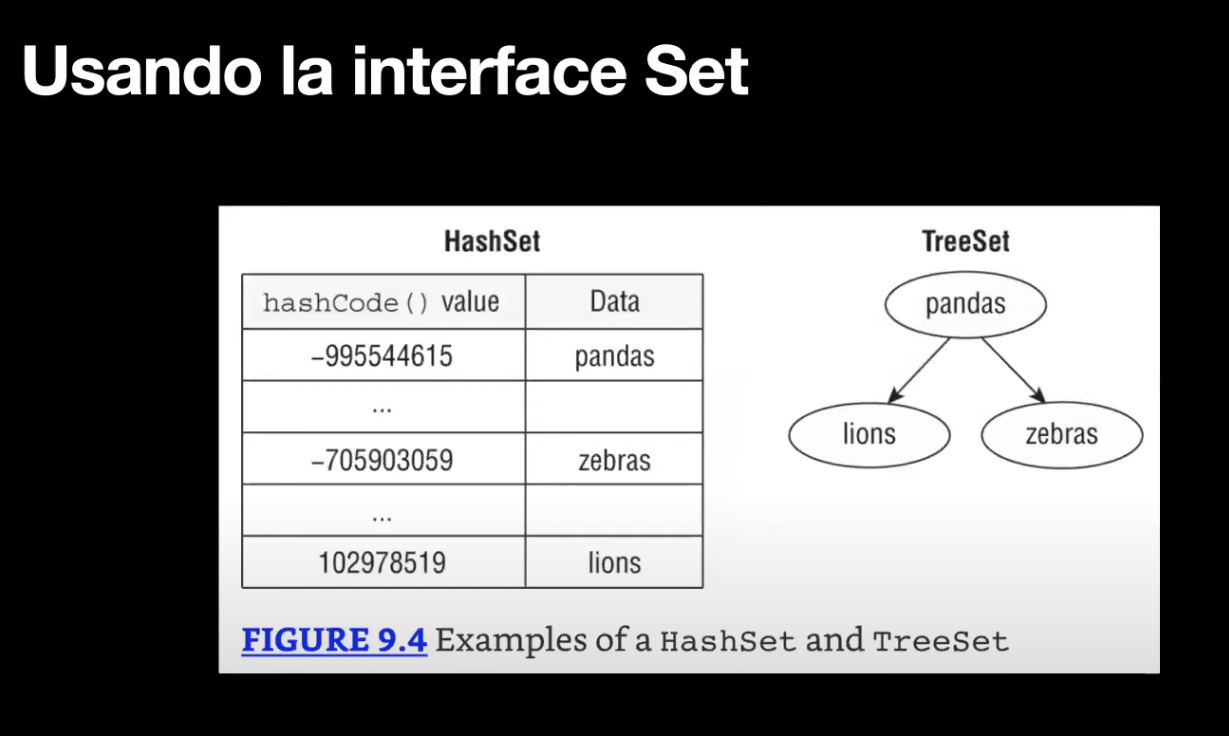 Usando la interface Set
HashSet
hashCode() value Data
–995544615 pandas
...
–705903059 zebras
...
102978519 lions
TreeSet
pandas
lions zebras
FIGURE 9.4 Examples of a HashSet and TreeSet